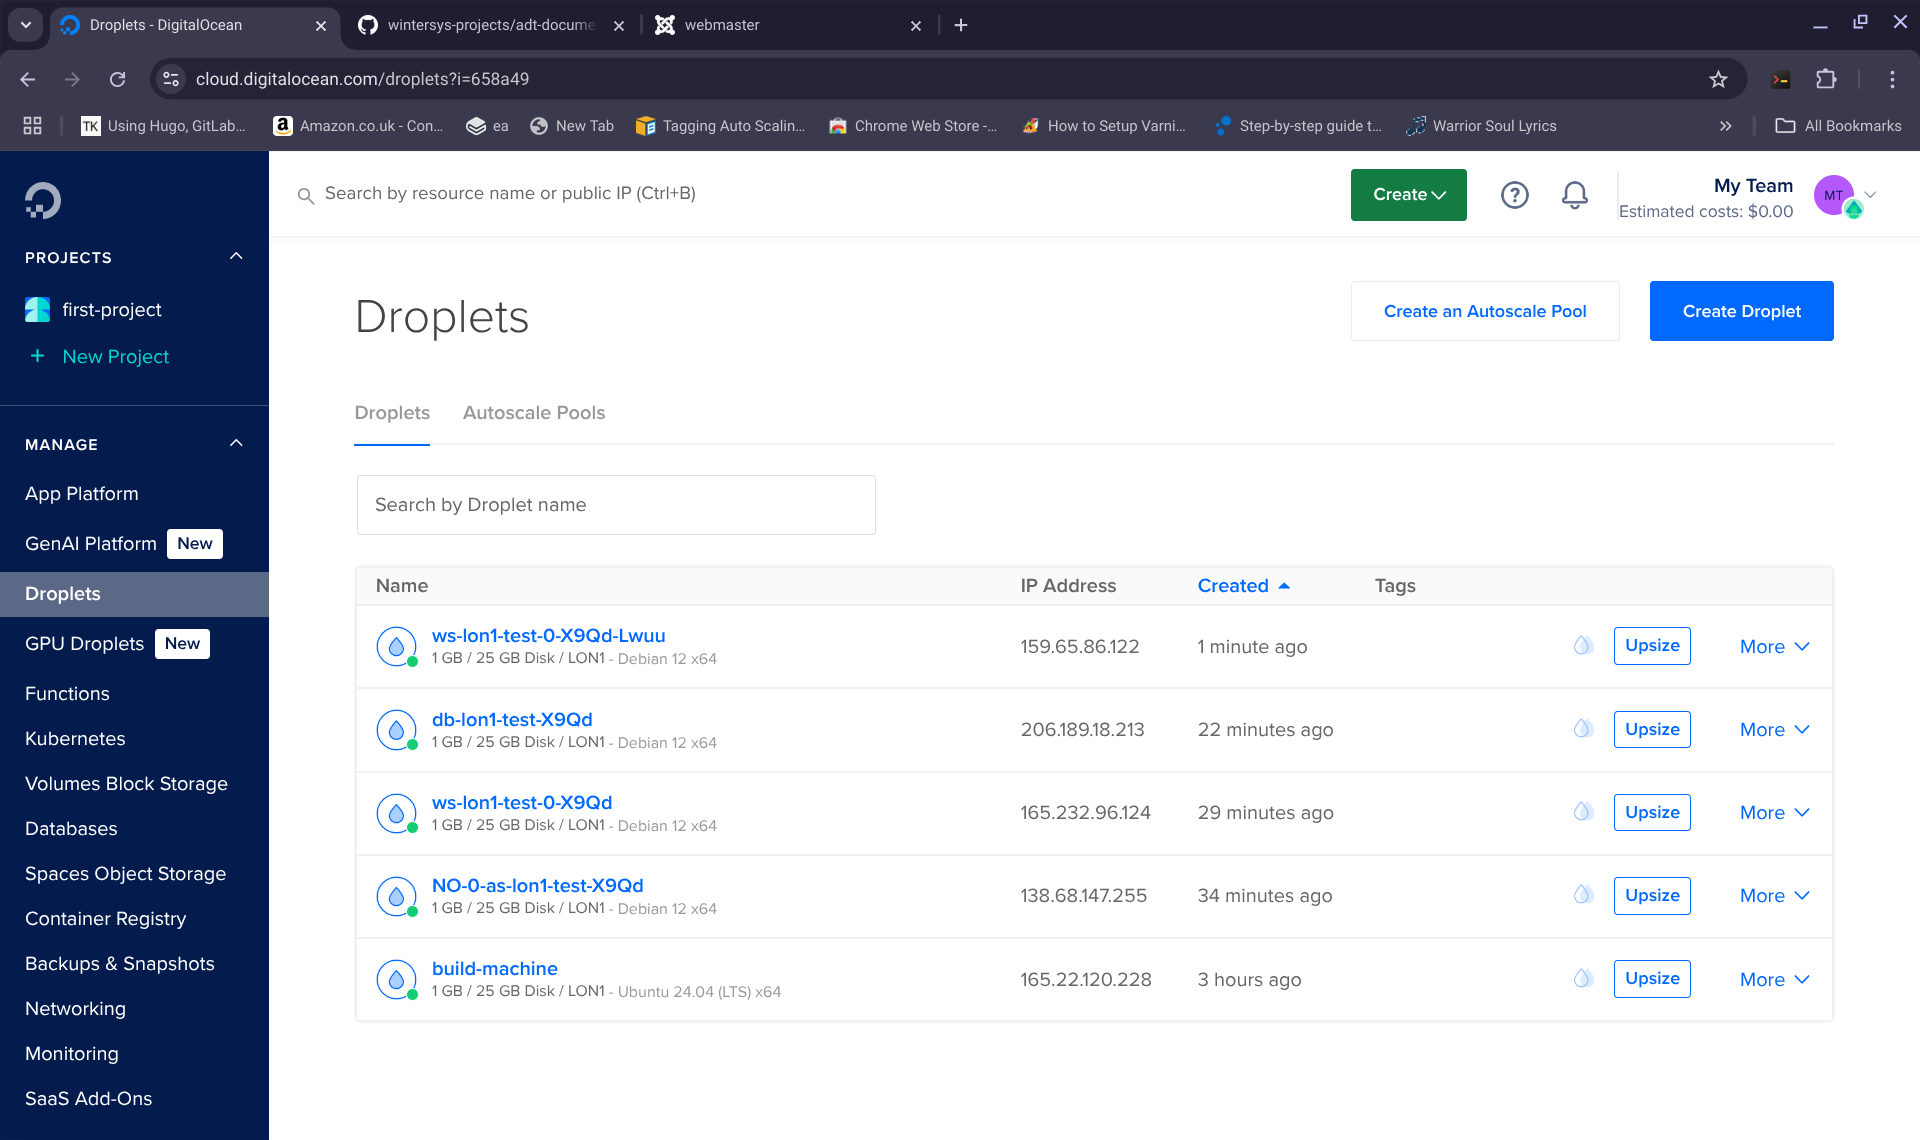 Droplets - DigitalOcean
wintersys-projects/adt-docume
webmaster
cloud.digitalocean.com/droplets?i=658a49
TK Using Hugo, GitLab...
a Amazon.co.uk - Con...
ea
New Tab
Tagging Auto Scalin...
Chrome Web Store -...
How to Setup Varni...
Step-by-step guide t...
Warrior Soul Lyrics
All Bookmarks
PROJECTS
first-project
+ New Project
MANAGE
App Platform
GenAI Platform New
Droplets
GPU Droplets New
Functions
Kubernetes
Volumes Block Storage
Databases
Spaces Object Storage
Container Registry
Backups & Snapshots
Networking
Monitoring
SaaS Add-Ons
Search by resource name or public IP (Ctrl+B)
Create
My Team
Estimated costs: $0.00
MT
Droplets
Create an Autoscale Pool
Create Droplet
Droplets Autoscale Pools
Search by Droplet name
Name IP Address Created Tags
ws-lon1-test-0-X9Qd-Lwuu
1 GB / 25 GB Disk / LON1 - Debian 12 x64
159.65.86.122 1 minute ago Upsize More
db-lon1-test-X9Qd
1 GB / 25 GB Disk / LON1 - Debian 12 x64
206.189.18.213 22 minutes ago Upsize More
ws-lon1-test-0-X9Qd
1 GB / 25 GB Disk / LON1 - Debian 12 x64
165.232.96.124 29 minutes ago Upsize More
NO-0-as-lon1-test-X9Qd
1 GB / 25 GB Disk / LON1 - Debian 12 x64
138.68.147.255 34 minutes ago Upsize More
build-machine
1 GB / 25 GB Disk / LON1 - Ubuntu 24.04 (LTS) x64
165.22.120.228 3 hours ago Upsize More